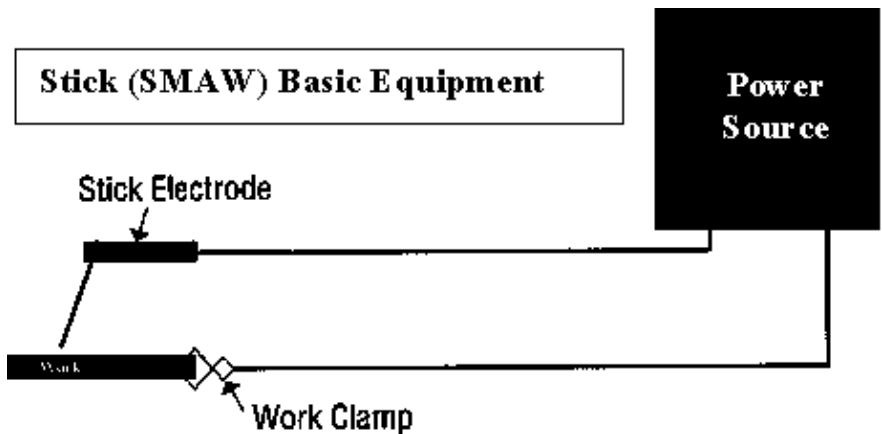 Stick (SMAW) Basic Equipment
Power
Source
Stick Electrode
Work
Work Clamp